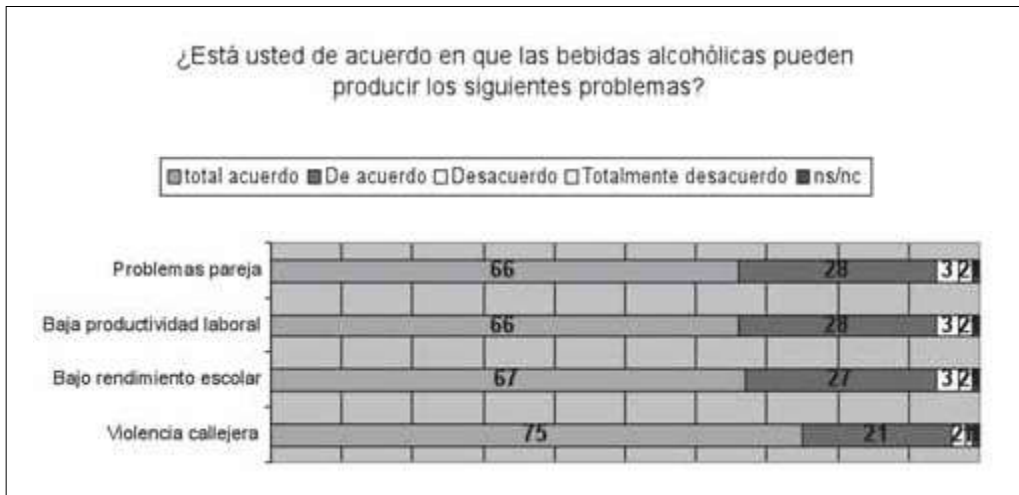 ¿Está usted de acuerdo en que las bebidas alcohólicas pueden
producir los siguientes problemas?
total acuerdo De acuerdo Desacuerdo Totalmente desacuerdo ns/nc
Problemas pareja 66 28 3 2
Baja productividad laboral 66 28 3 2
Bajo rendimiento escolar 67 27 3 2
Violencia callejera 75 21 2